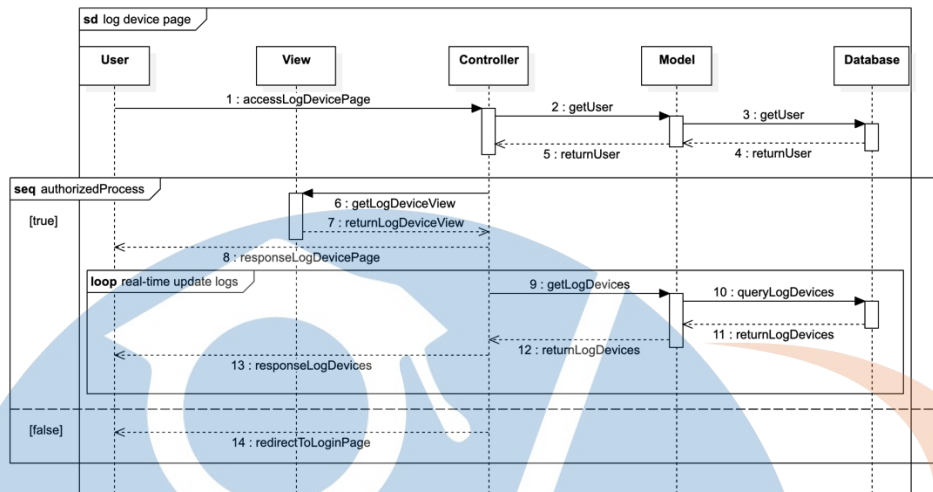 sd log device page
User
View
Controller
Model
Database
1 : accessLogDevicePage
2 : getUser
3 : getUser
4 : returnUser
5 : returnUser
seq authorizedProcess
[true]
6 : getLogDeviceView
7 : returnLogDeviceView
8 : responseLogDevicePage
loop real-time update logs
9 : getLogDevices
10 : queryLogDevices
11 : returnLogDevices
12 : returnLogDevices
13 : responseLogDevices
[false]
14 : redirectToLoginPage